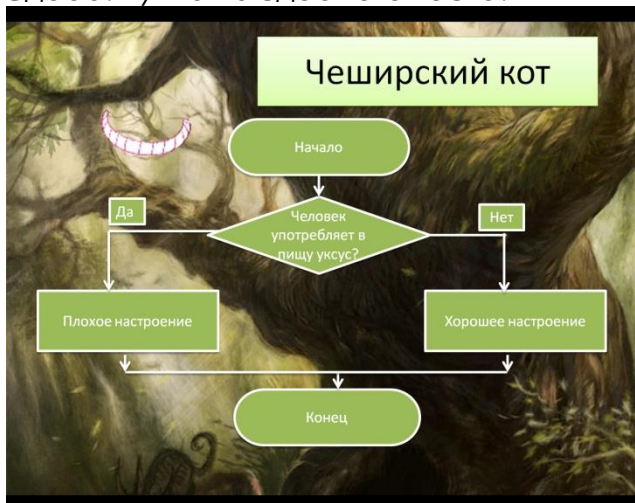 Чеширский кот
Начало
Человек
употребляет в
пищу уксус?
Да
Нет
Плохое настроение
Хорошее настроение
Конец